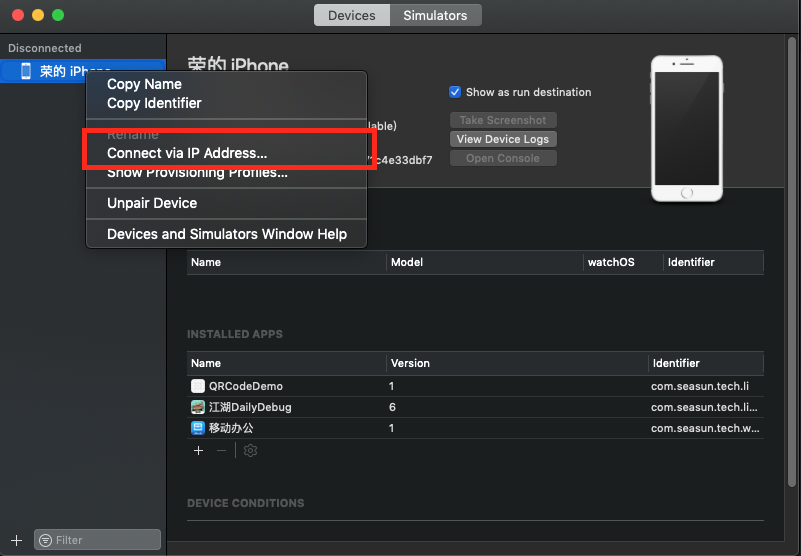 Devices Simulators
Disconnected
荣的 iPhone
荣的 iPhone
Copy Name
Copy Identifier
Rename
Connect via IP Address...
Show Provisioning Profiles...
Unpair Device
Devices and Simulators Window Help
lable)
c4e33dbf7
Show as run destination
Take Screenshot
View Device Logs
Open Console
Name Model watchOS Identifier
INSTALLED APPS
Name Version Identifier
QRCodeDemo 1 com.seasun.tech.li
江湖DailyDebug 6 com.seasun.tech.li...
移动办公 1 com.seasun.tech.w...
DEVICE CONDITIONS
Filter